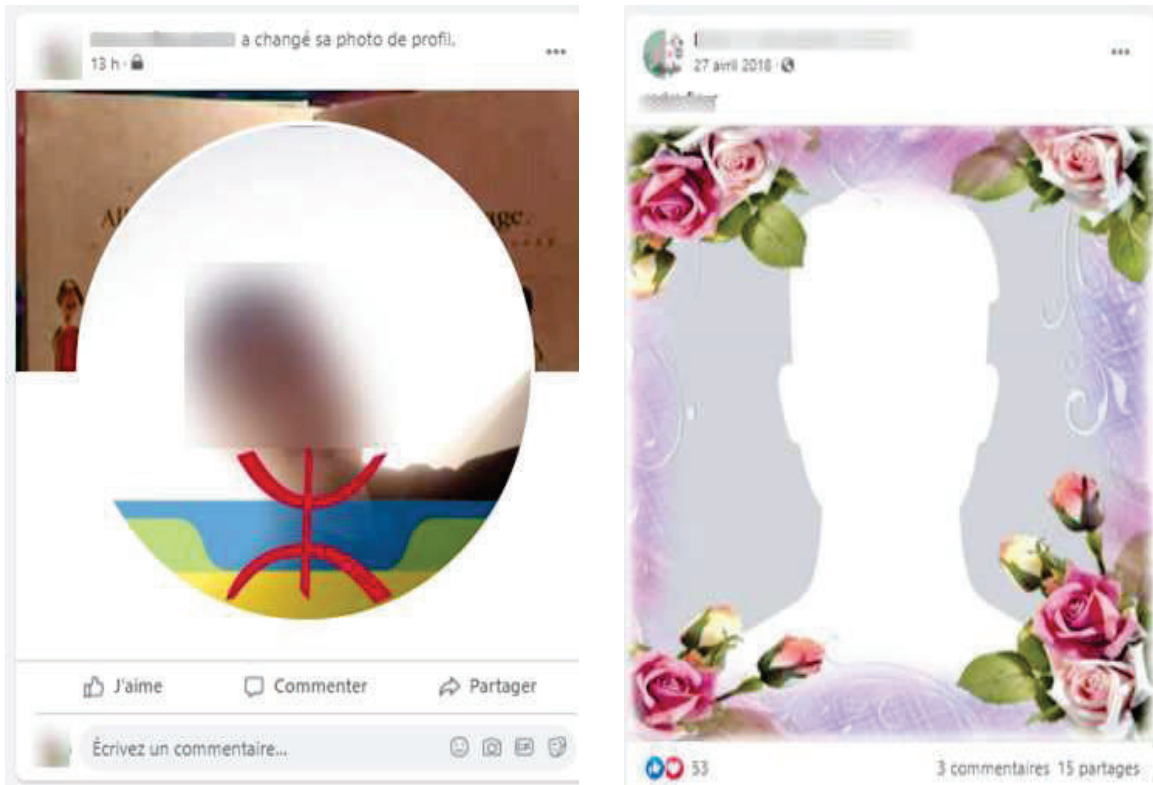 a changé sa photo de profil.
13 h
J'aime
Commenter
Partager
Écrivez un commentaire...
GIF
27 avril 2018
53
3 commentaires 15 partages